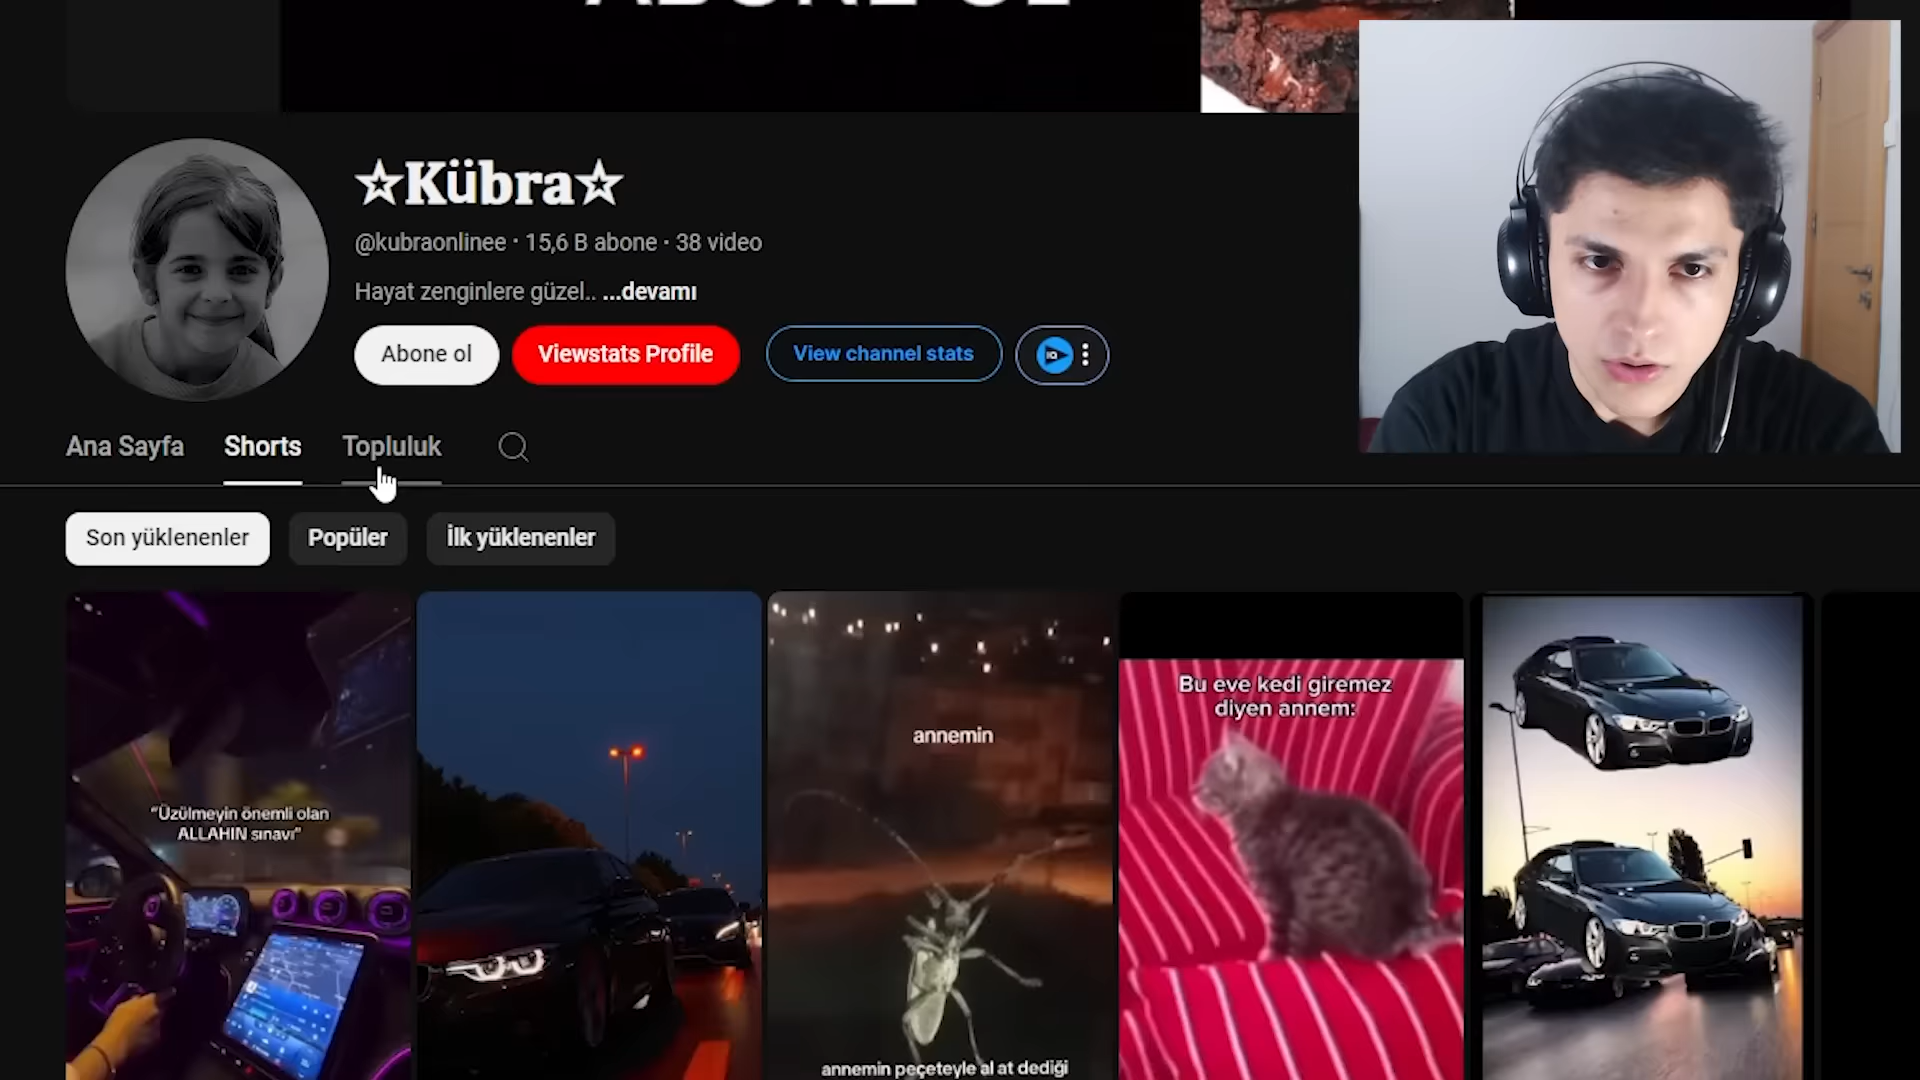 ABONE OL
☆Kübra☆
@kubraonlinee · 15,6 B abone · 38 video
Hayat zenginlere güzel.. ...devamı
Abone ol
Viewstats Profile
View channel stats
IQ
Ana Sayfa
Shorts
Topluluk
Son yüklenenler
Popüler
İlk yüklenenler
"Üzülmeyin önemli olan
ALLAHIN sınavı"
annemin
annemin peçeteyle al at dediği
Bu eve kedi giremez
diyen annem: